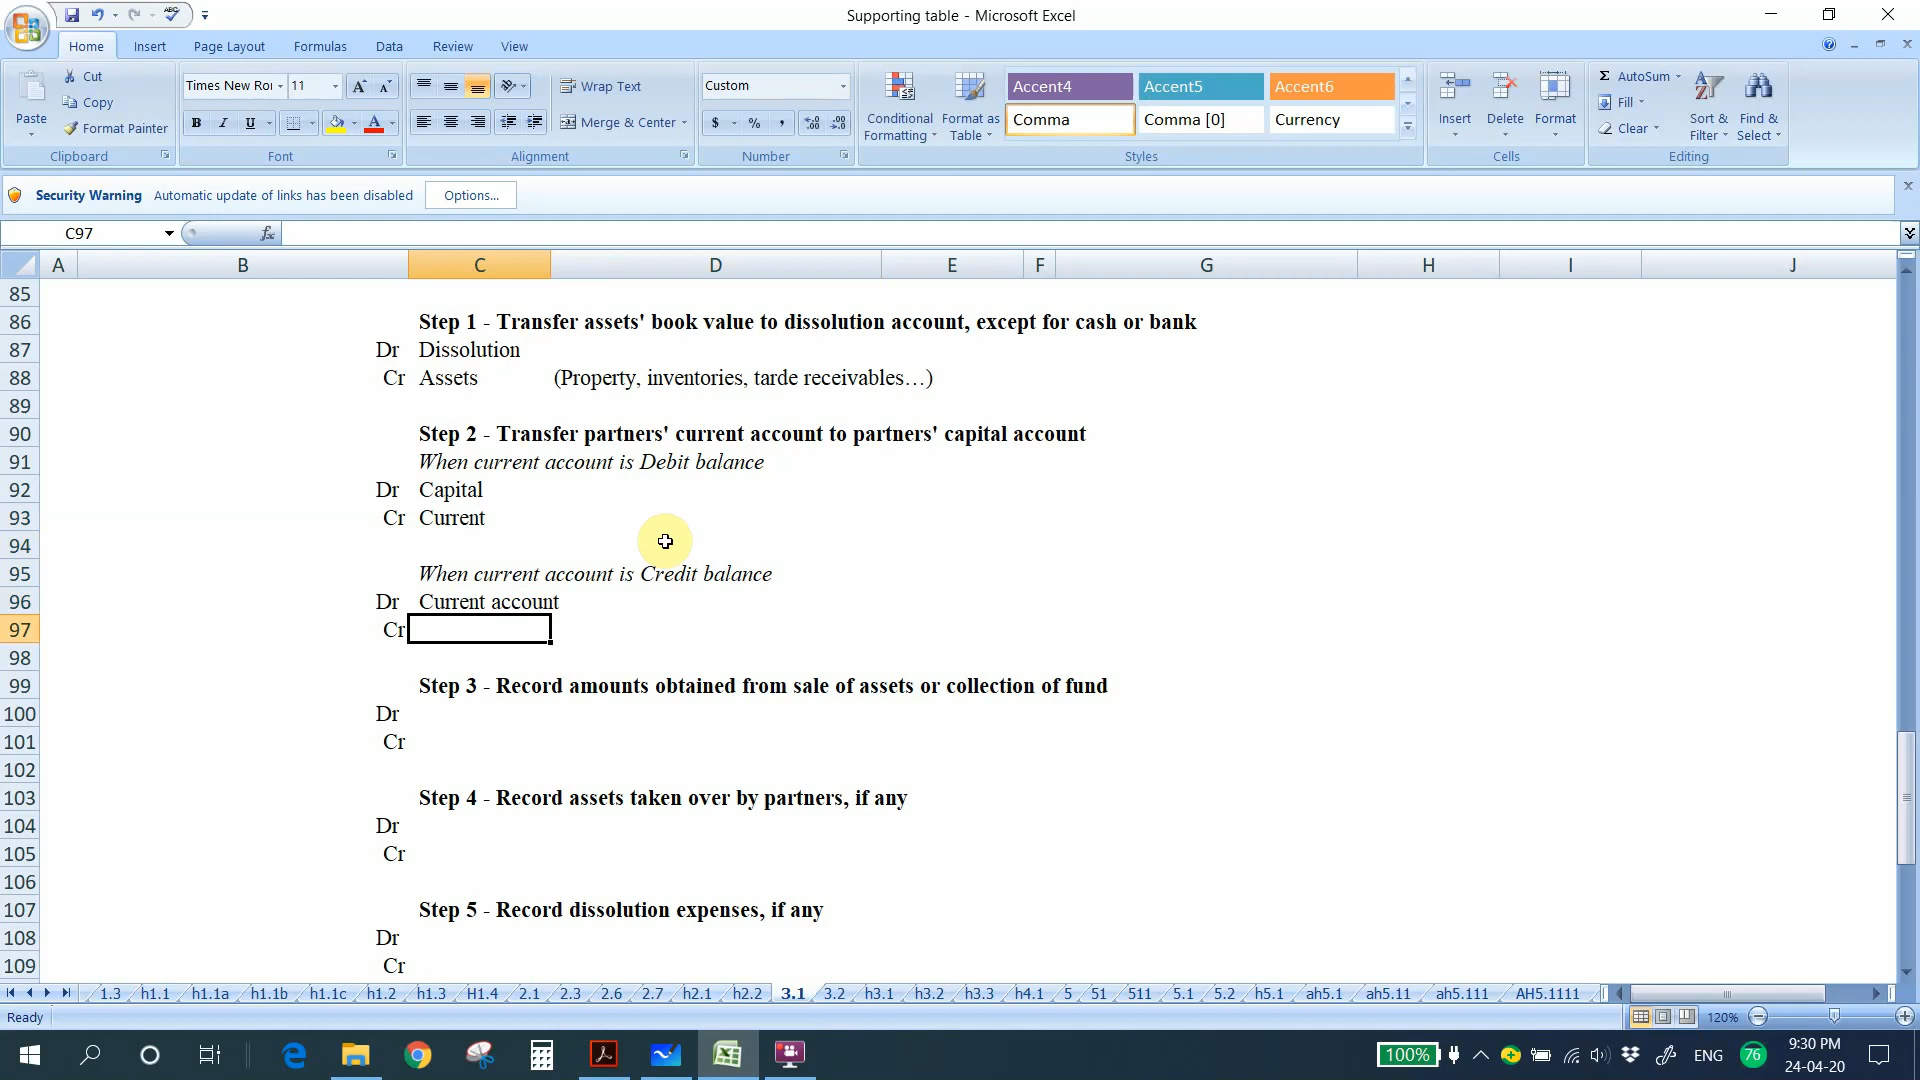 Supporting table - Microsoft Excel
Home Insert Page Layout Formulas Data Review View
Paste
Cut
Copy
Format Painter
Clipboard
Times New Ro 11
B I U
Font
Wrap Text
Merge & Center
Alignment
Custom
$ % ,
Number
Conditional Formatting
Format as Table
Accent4 Accent5 Accent6
Comma Comma [0] Currency
Styles
Insert Delete Format
Cells
AutoSum
Fill
Clear
Sort & Filter
Find & Select
Editing
Security Warning Automatic update of links has been disabled Options...
C97 fx
A B C D E F G H I J
85
86 Step 1 - Transfer assets' book value to dissolution account, except for cash or bank
87 Dr Dissolution
88 Cr Assets (Property, inventories, tarde receivables…)
89
90 Step 2 - Transfer partners' current account to partners' capital account
91 When current account is Debit balance
92 Dr Capital
93 Cr Current
94
95 When current account is Credit balance
96 Dr Current account
97 Cr
98
99 Step 3 - Record amounts obtained from sale of assets or collection of fund
100 Dr
101 Cr
102
103 Step 4 - Record assets taken over by partners, if any
104 Dr
105 Cr
106
107 Step 5 - Record dissolution expenses, if any
108 Dr
109 Cr
1.3 h1.1 h1.1a h1.1b h1.1c h1.2 h1.3 H1.4 2.1 2.3 2.6 2.7 h2.1 h2.2 3.1 3.2 h3.1 h3.2 h3.3 h4.1 5 51 511 5.1 5.2 h5.1 ah5.1 ah5.11 ah5.111 AH5.1111
Ready 120%
100% ENG 76 9:30 PM
24-04-20